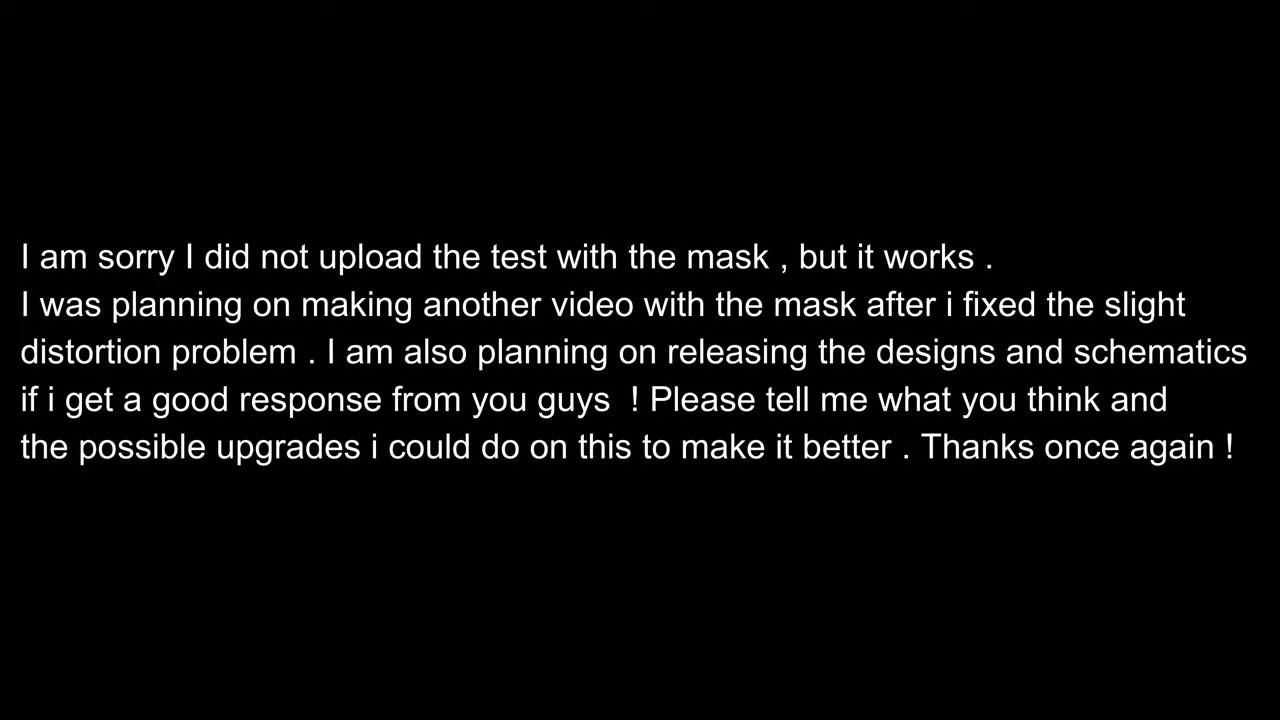 I am sorry I did not upload the test with the mask , but it works .
I was planning on making another video with the mask after i fixed the slight
distortion problem . I am also planning on releasing the designs and schematics
if i get a good response from you guys  ! Please tell me what you think and
the possible upgrades i could do on this to make it better . Thanks once again !